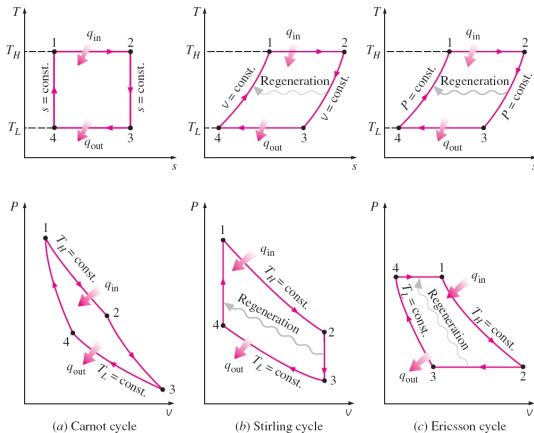 T
q_in
1
2
T_H
s = const.
s = const.
T_L
4
3
q_out
s
T
q_in
1
2
T_H
Regeneration
v = const.
v = const.
T_L
4
3
q_out
s
T
q_in
1
2
T_H
Regeneration
P = const.
P = const.
T_L
4
3
q_out
s
P
1
T_H = const.
q_in
2
4
q_out
T_L = const.
3
v
P
1
q_in
T_H = const.
4
Regeneration
2
q_out
T_L = const.
3
v
P
4
1
q_in
Regeneration
T_H = const.
T_L = const.
q_out
3
2
v
(a) Carnot cycle
(b) Stirling cycle
(c) Ericsson cycle